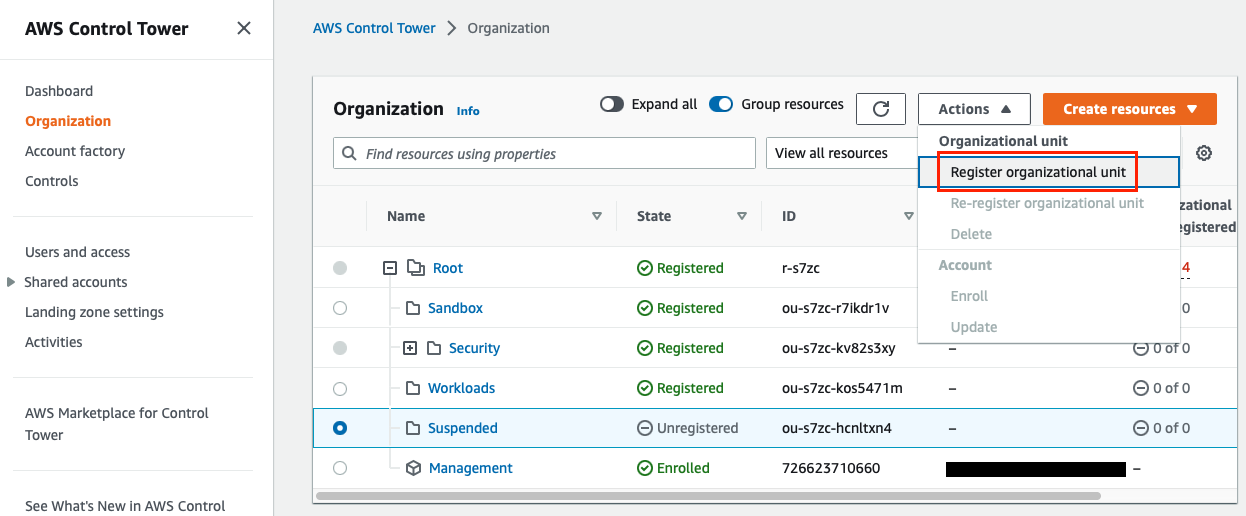 AWS Control Tower
Dashboard
Organization
Account factory
Controls
Users and access
Shared accounts
Landing zone settings
Activities
AWS Marketplace for Control
Tower
See What's New in AWS Control
AWS Control Tower > Organization
Organization Info
Expand all
Group resources
Actions
Create resources
Find resources using properties
View all resources
Organizational unit
Register organizational unit
Re-register organizational unit
Delete
Account
Enroll
Update
Name State ID
Root Registered r-s7zc 4
Sandbox Registered ou-s7zc-r7ikdr1v 0
Security Registered ou-s7zc-kv82s3xy – 0 of 0
Workloads Registered ou-s7zc-kos5471m – 0 of 0
Suspended Unregistered ou-s7zc-hcnltxn4 – 0 of 0
Management Enrolled 726623710660 –